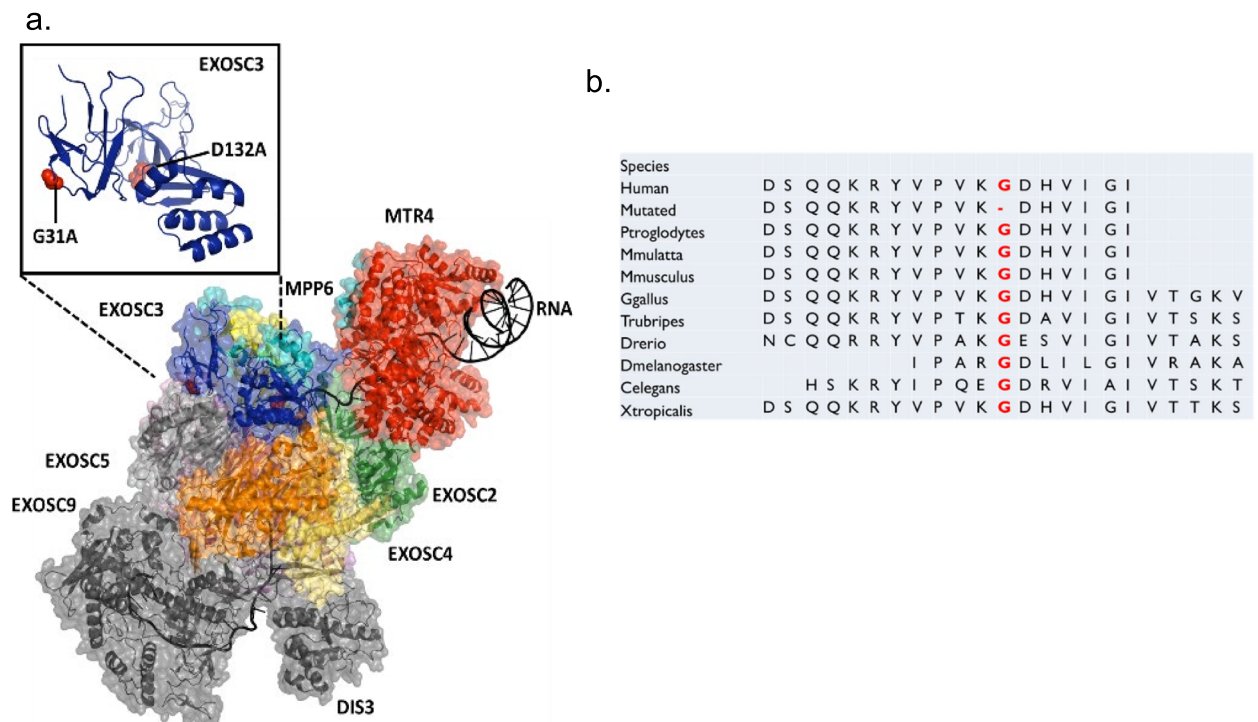 a.
EXOSC3
D132A
G31A
MTR4
MPP6
EXOSC3
RNA
EXOSC5
EXOSC9
EXOSC2
EXOSC4
DIS3
b.
Species
Human D S Q Q K R Y V P V K G D H V I G I
Mutated D S Q Q K R Y V P V K - D H V I G I
Ptroglodytes D S Q Q K R Y V P V K G D H V I G I
Mmulatta D S Q Q K R Y V P V K G D H V I G I
Mmusculus D S Q Q K R Y V P V K G D H V I G I
Ggallus D S Q Q K R Y V P V K G D H V I G I V T G K V
Trubripes D S Q Q K R Y V P T K G D A V I G I V T S K S
Drerio N C Q Q R R Y V P A K G E S V I G I V T A K S
Dmelanogaster I P A R G D L I L G I V R A K A
Celegans H S K R Y I P Q E G D R V I A I V T S K T
Xtropicalis D S Q Q K R Y V P V K G D H V I G I V T T K S